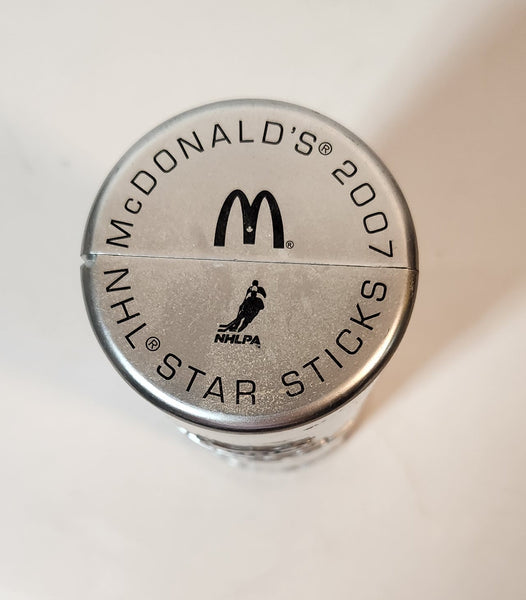 McDONALD'S® 2007
®
NHLPA
NHL® STAR STICKS